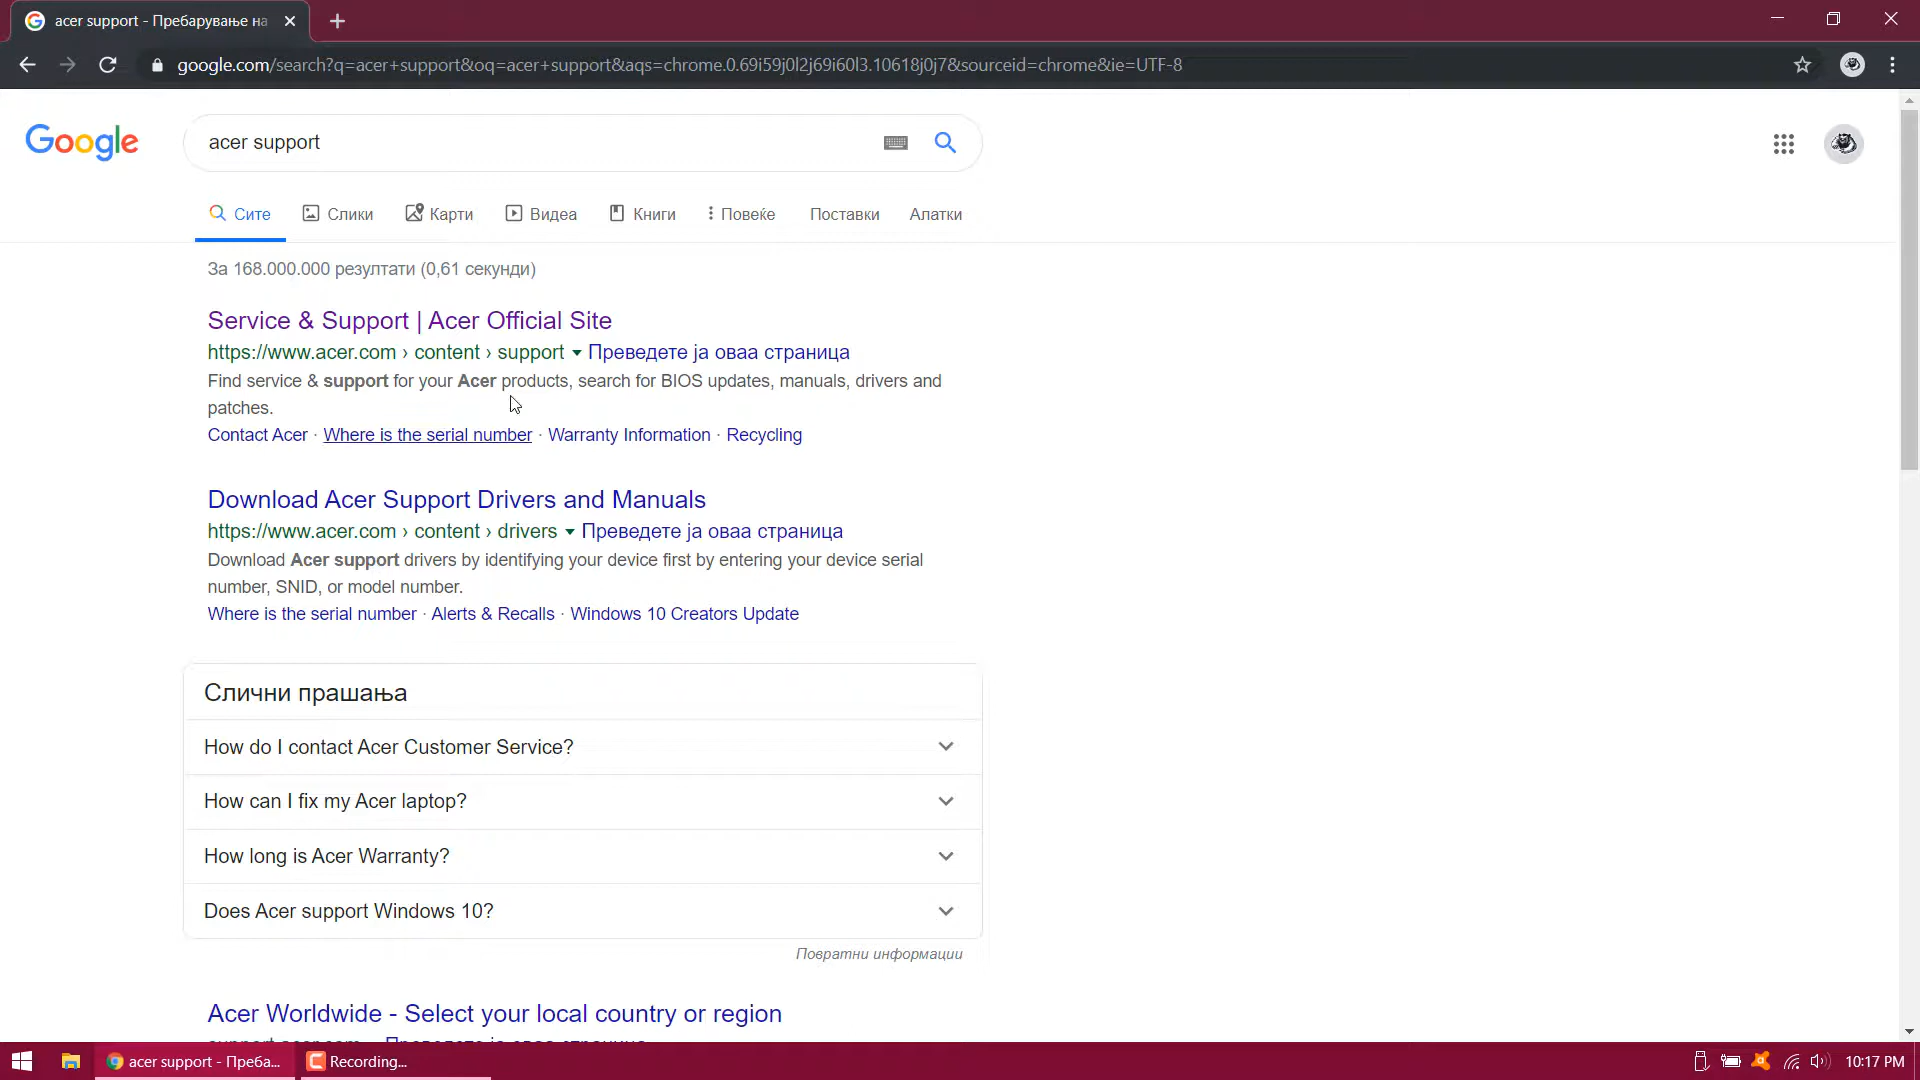 acer support - Пребарување на
google.com/search?q=acer+support&oq=acer+support&aqs=chrome.0.69i59j0l2j69i60l3.10618j0j7&sourceid=chrome&ie=UTF-8
Google
acer support
Сите Слики Карти Видеа Книги Повеќе Поставки Алатки
За 168.000.000 резултати (0,61 секунди)
Service & Support | Acer Official Site
https://www.acer.com › content › support Преведете ја оваа страница
Find service & support for your Acer products, search for BIOS updates, manuals, drivers and
patches.
Contact Acer · Where is the serial number · Warranty Information · Recycling
Download Acer Support Drivers and Manuals
https://www.acer.com › content › drivers Преведете ја оваа страница
Download Acer support drivers by identifying your device first by entering your device serial
number, SNID, or model number.
Where is the serial number · Alerts & Recalls · Windows 10 Creators Update
Слични прашања
How do I contact Acer Customer Service?
How can I fix my Acer laptop?
How long is Acer Warranty?
Does Acer support Windows 10?
Повратни информации
Acer Worldwide - Select your local country or region
support.acer.com Преведете ја оваа страница
acer support - Преба...
Recording...
10:17 PM